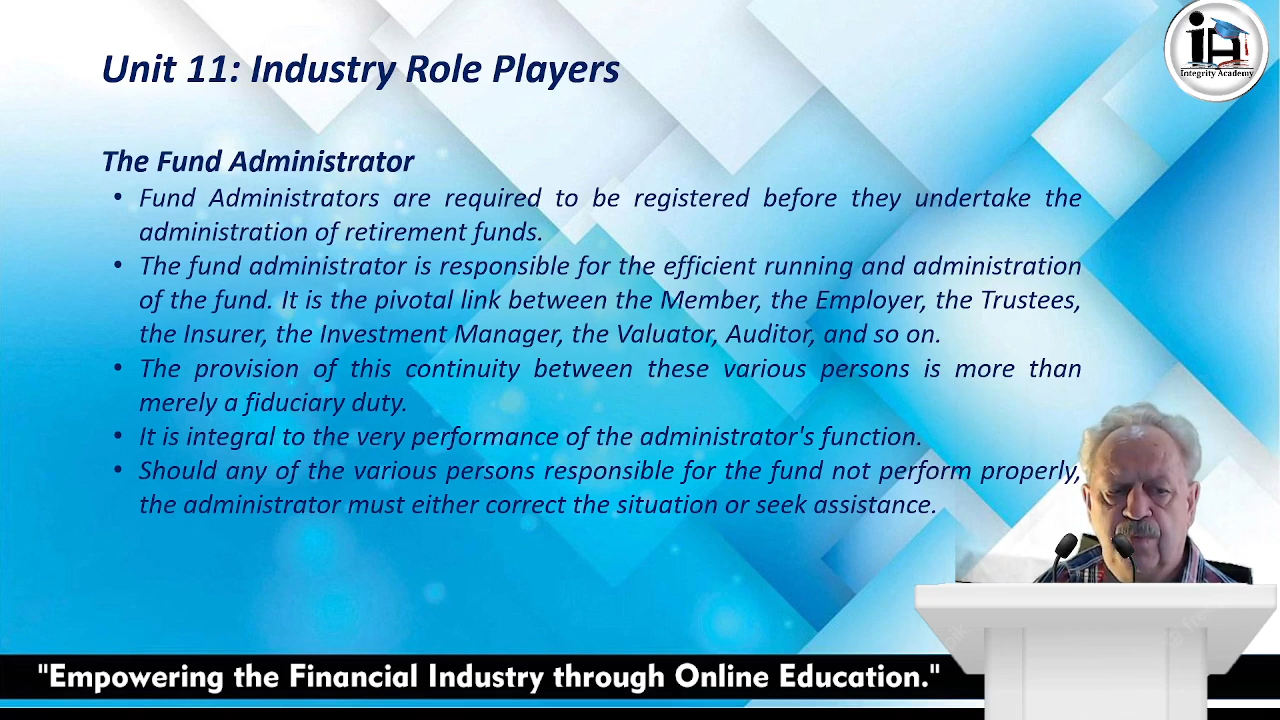 Unit 11: Industry Role Players
iA
Integrity Academy
The Fund Administrator
• Fund Administrators are required to be registered before they undertake the
administration of retirement funds.
• The fund administrator is responsible for the efficient running and administration
of the fund. It is the pivotal link between the Member, the Employer, the Trustees,
the Insurer, the Investment Manager, the Valuator, Auditor, and so on.
• The provision of this continuity between these various persons is more than
merely a fiduciary duty.
• It is integral to the very performance of the administrator's function.
• Should any of the various persons responsible for the fund not perform properly,
the administrator must either correct the situation or seek assistance.
"Empowering the Financial Industry through Online Education."